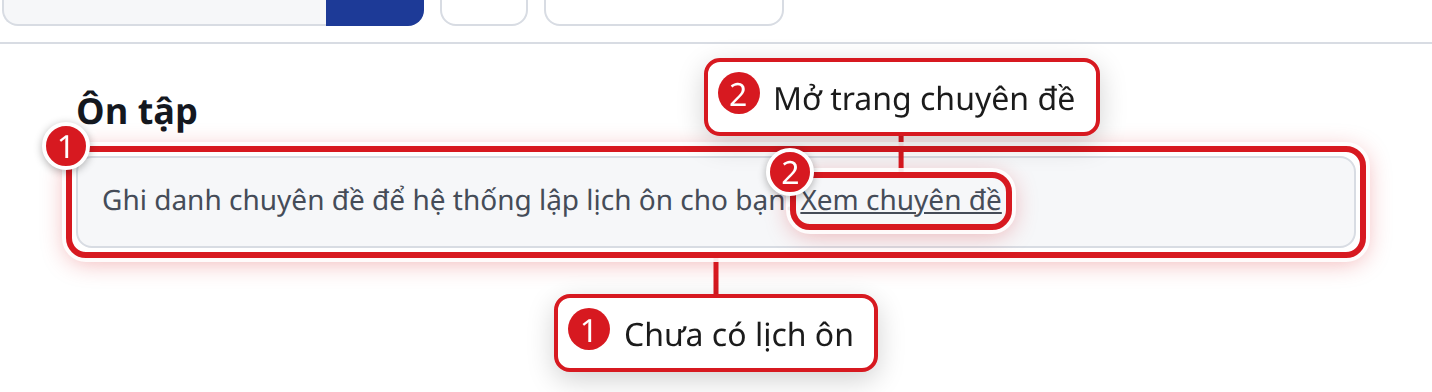 2 Mở trang chuyên đề
Ôn tập
1
2
Ghi danh chuyên đề để hệ thống lập lịch ôn cho bạn Xem chuyên đề
1 Chưa có lịch ôn